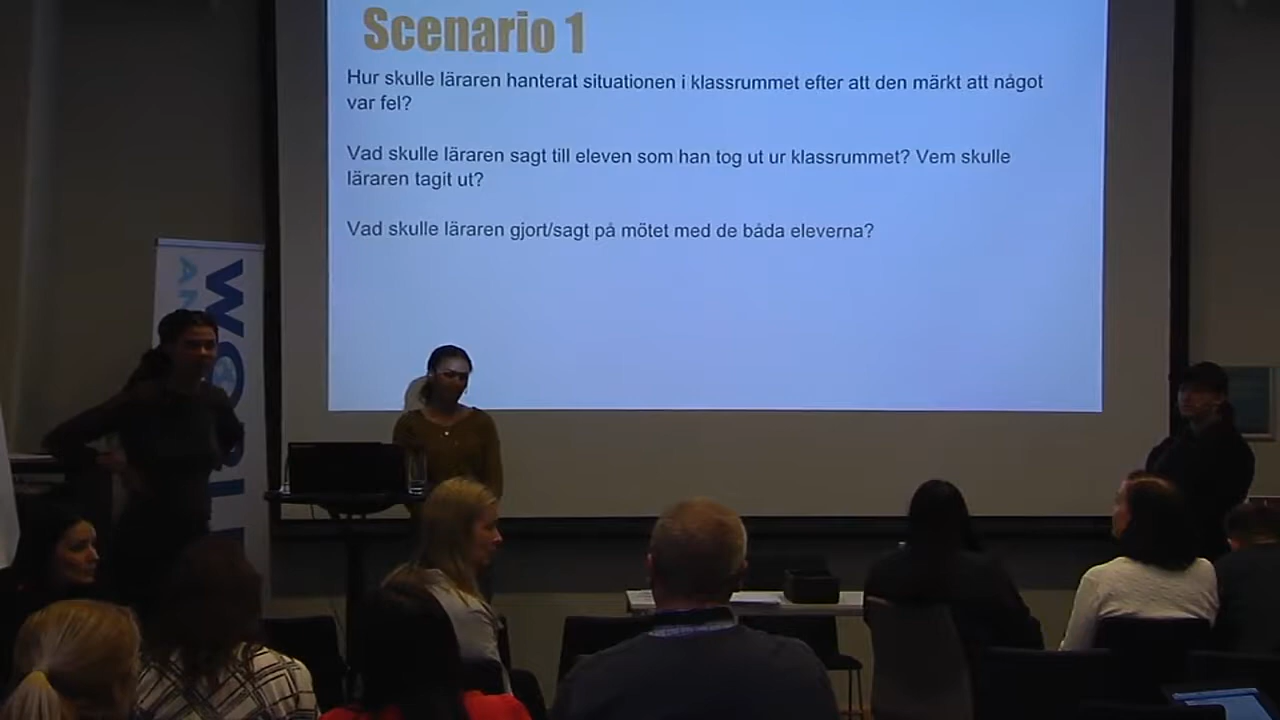 Scenario 1
Hur skulle läraren hanterat situationen i klassrummet efter att den märkt att något
var fel?
Vad skulle läraren sagt till eleven som han tog ut ur klassrummet? Vem skulle
läraren tagit ut?
Vad skulle läraren gjort/sagt på mötet med de båda eleverna?